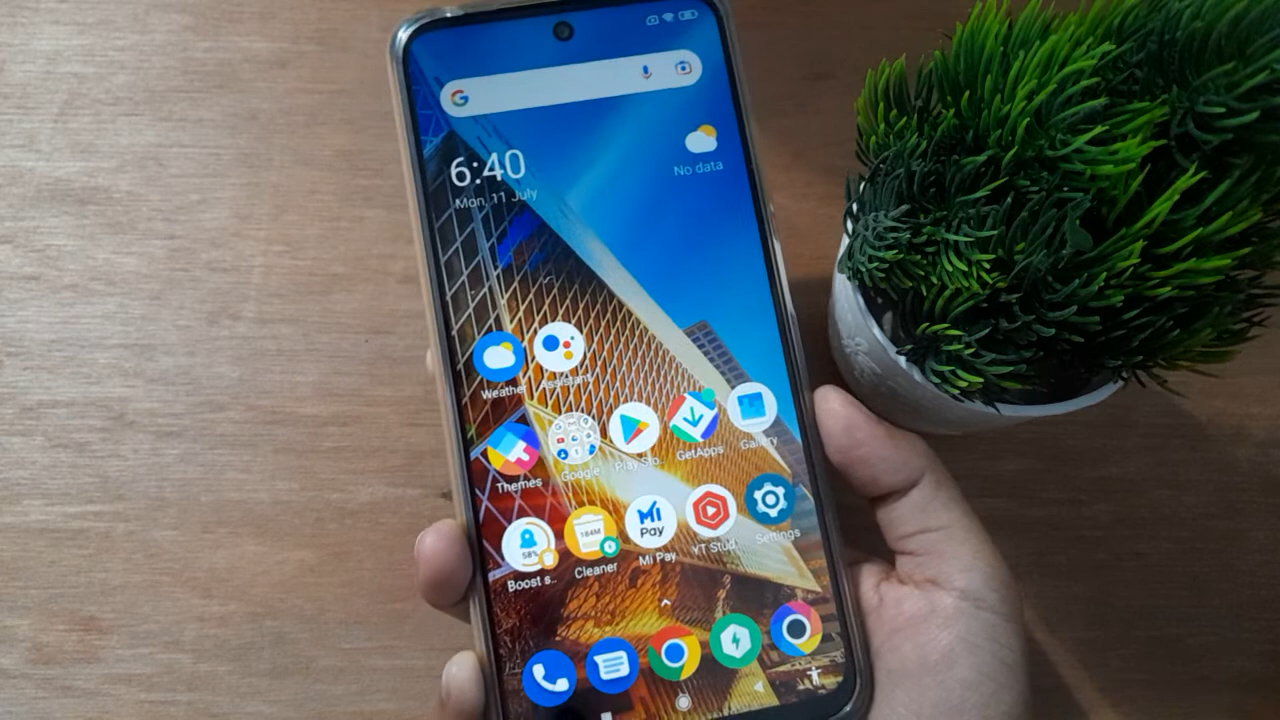 6:40
Mon, 11 July
No data
Weather
Assistant
Themes
Google
Play Sto..
GetApps
Gallery
58%
184M
Mi
Pay
Boost s..
Cleaner
Mi Pay
YT Stud..
Settings